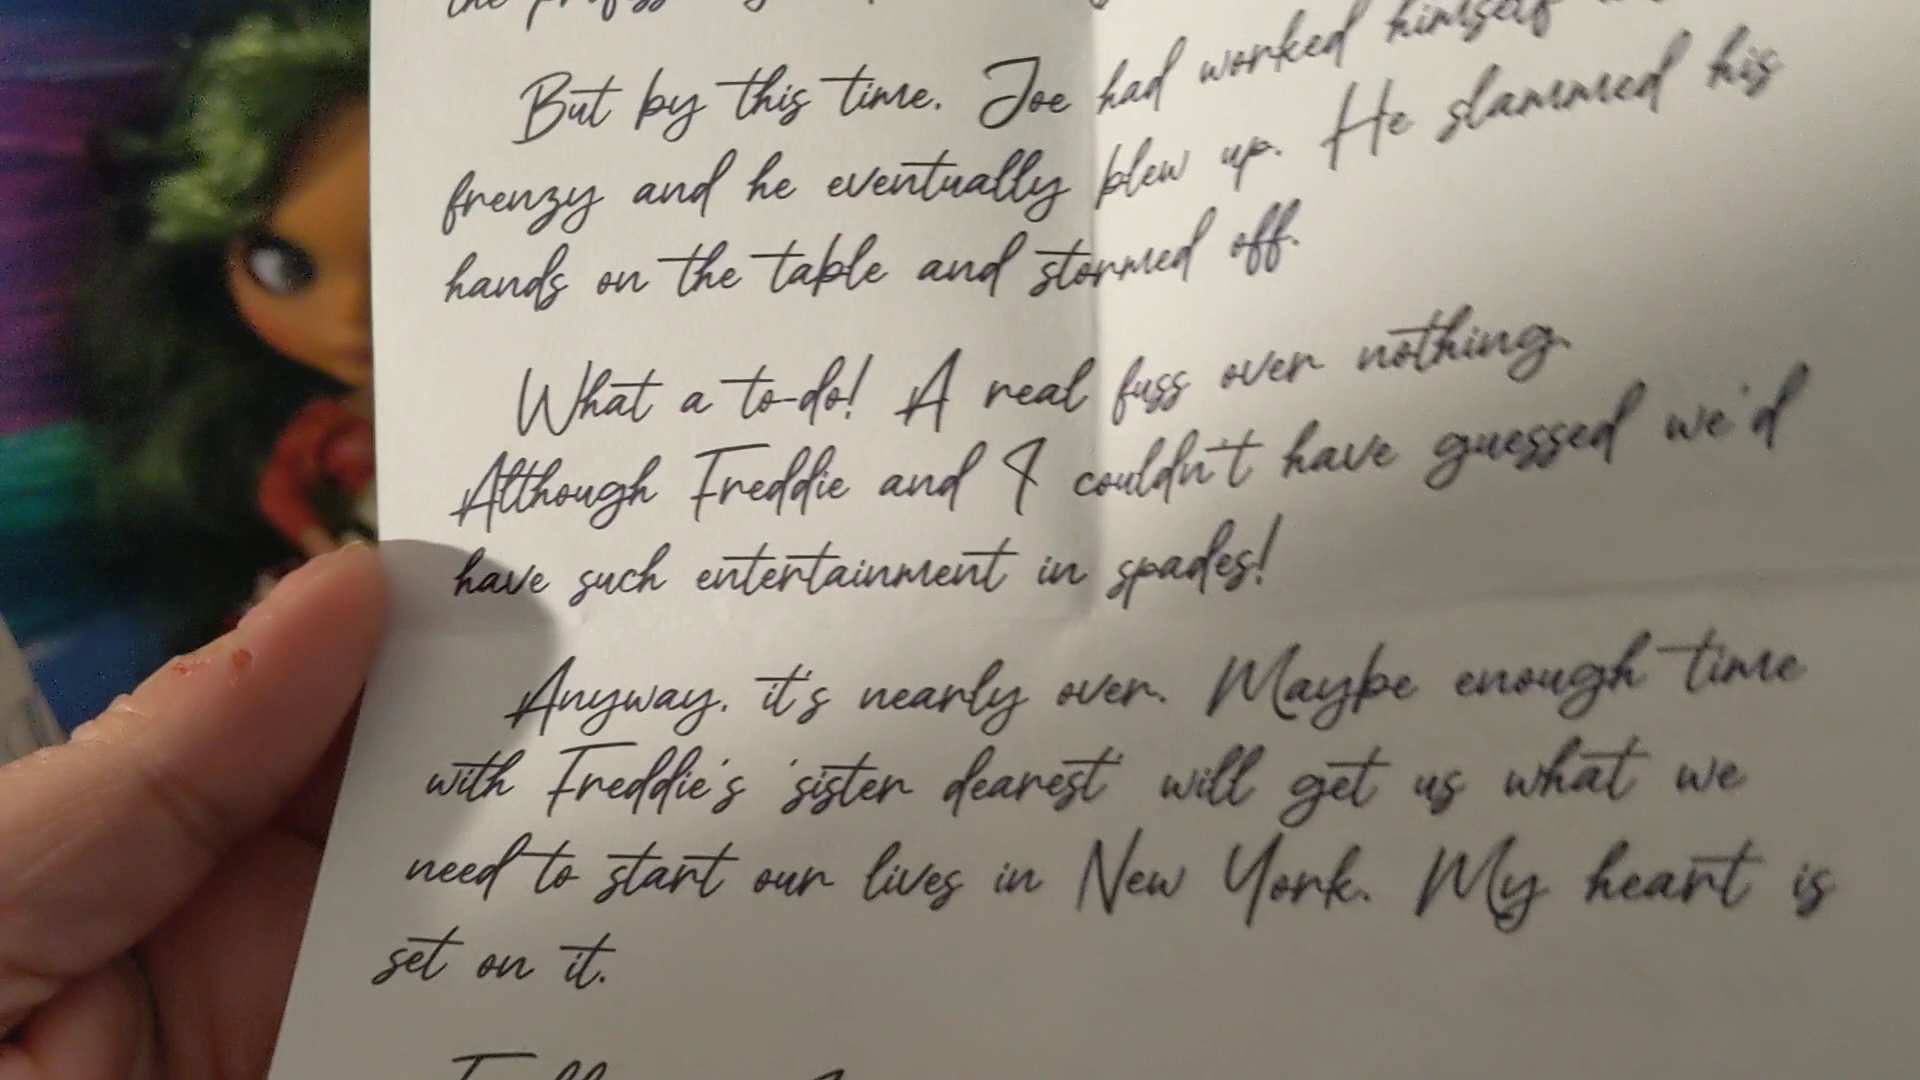 the
But by this time, Joe had worked himself
frenzy and he eventually blew up. He slammed his
hands on the table and stormed off.
What a to-do! A real fuss over nothing.
Although Freddie and I couldn't have guessed we'd
have such entertainment in spades!
Anyway, it's nearly over. Maybe enough time
with Freddie's 'sister dearest' will get us what we
need to start our lives in New York. My heart is
set on it.